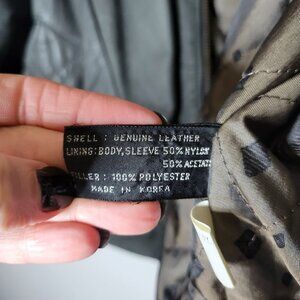 SHELL : GENUINE LEATHER
LINING:BODY,SLEEVE 50%NYLON
50%ACETATE
FILLER : 100% POLYESTER
MADE IN KOREA